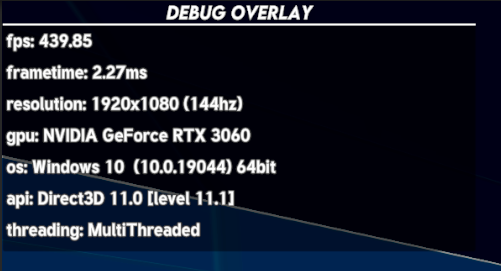 DEBUG OVERLAY
fps: 439.85
frametime: 2.27ms
resolution: 1920x1080 (144hz)
gpu: NVIDIA GeForce RTX 3060
os: Windows 10  (10.0.19044) 64bit
api: Direct3D 11.0 [level 11.1]
threading: MultiThreaded